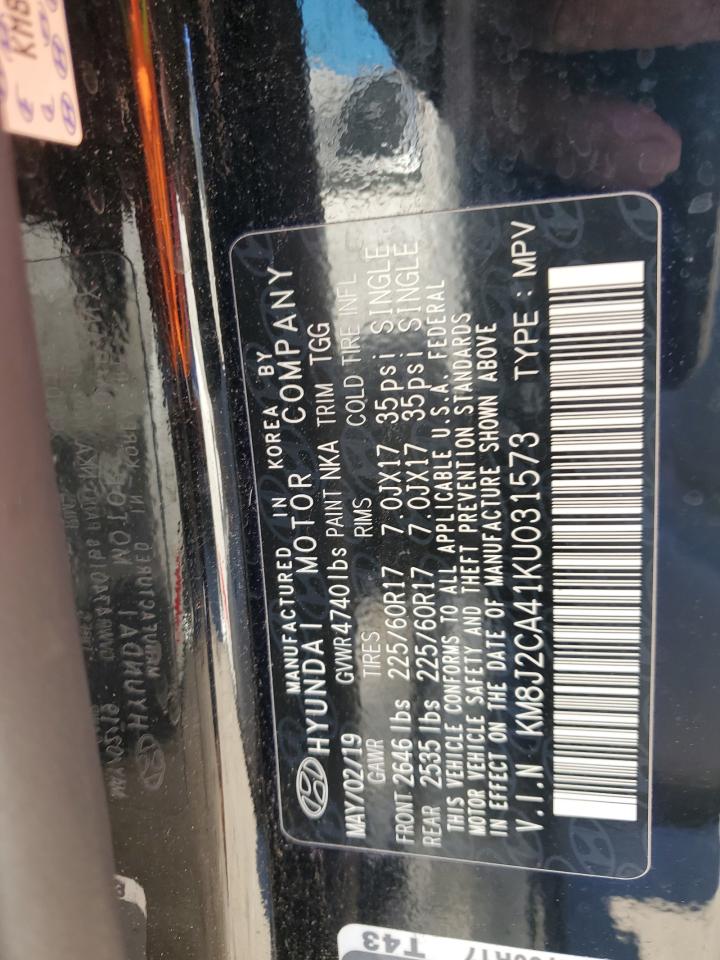 MANUFACTURED IN KOREA BY
HYUNDAI MOTOR COMPANY
MAY/02/19 GVWR 4740lbs PAINT NKA TRIM TGG
GAWR TIRES RIMS COLD TIRE INFL
FRONT 2646 lbs 225/60R17 7.0JX17 35psi SINGLE
REAR 2535 lbs 225/60R17 7.0JX17 35psi SINGLE
THIS VEHICLE CONFORMS TO ALL APPLICABLE U.S.A. FEDERAL
MOTOR VEHICLE SAFETY AND THEFT PREVENTION STANDARDS
IN EFFECT ON THE DATE OF MANUFACTURE SHOWN ABOVE
V.I.N : KM8J2CA41KU031573 TYPE : MPV
KM8
T43